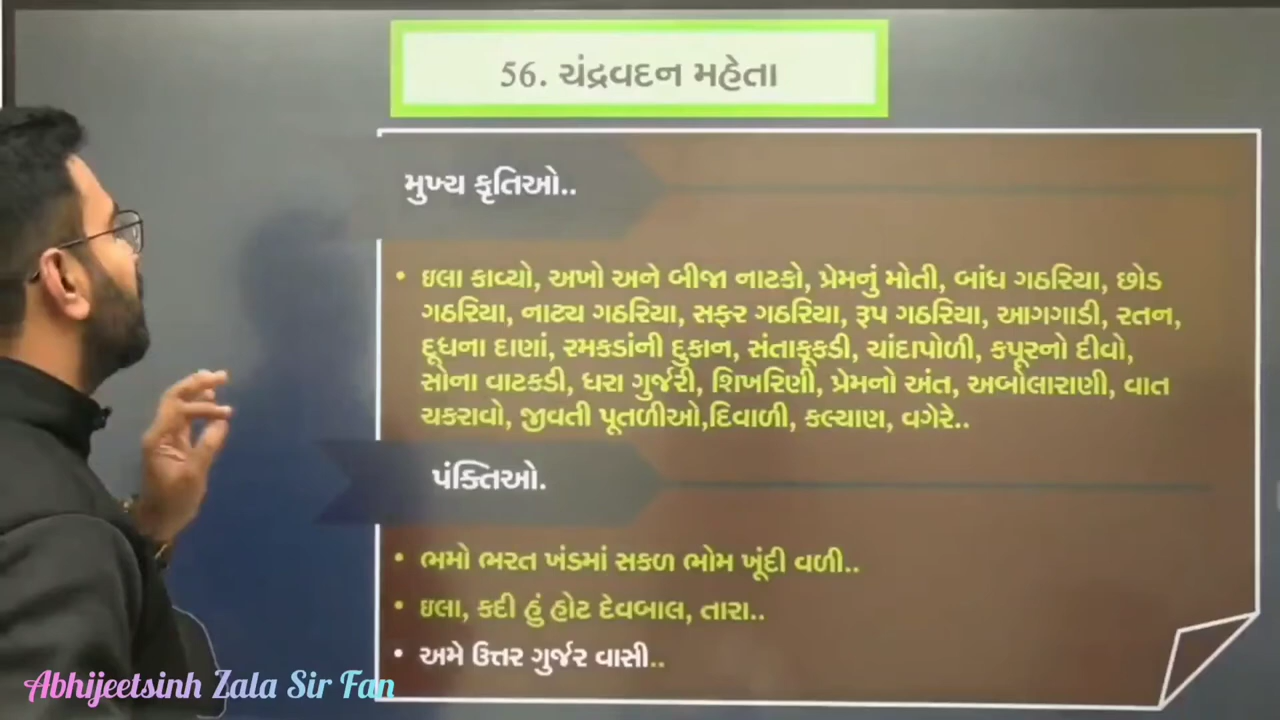 56. ચંદ્રવદન મહેતા
મુખ્ય કૃતિઓ..
• ઇલા કાવ્યો, અખો અને બીજા નાટકો, પ્રેમનું મોતી, બાંધ ગઠરિયા, છોડ
ગઠરિયા, નાટ્ય ગઠરિયા, સફર ગઠરિયા, રૂપ ગઠરિયા, આગગાડી, રતન,
દૂધના દાણાં, રમકડાંની દુકાન, સંતાકૂકડી, ચાંદાપોળી, કપૂરનો દીવો,
સોના વાટકડી, ધરા ગુર્જરી, શિખરિણી, પ્રેમનો અંત, અબોલારાણી, વાત
ચકરાવો, જીવતી પૂતળીઓ,દિવાળી, કલ્યાણ, વગેરે..
પંક્તિઓ.
• ભમો ભરત ખંડમાં સકળ ભોમ ખૂંદી વળી..
• ઇલા, કદી હું હોટ દેવબાલ, તારા..
• અમે ઉત્તર ગુર્જર વાસી..
Abhijeetsinh Zala Sir Fan